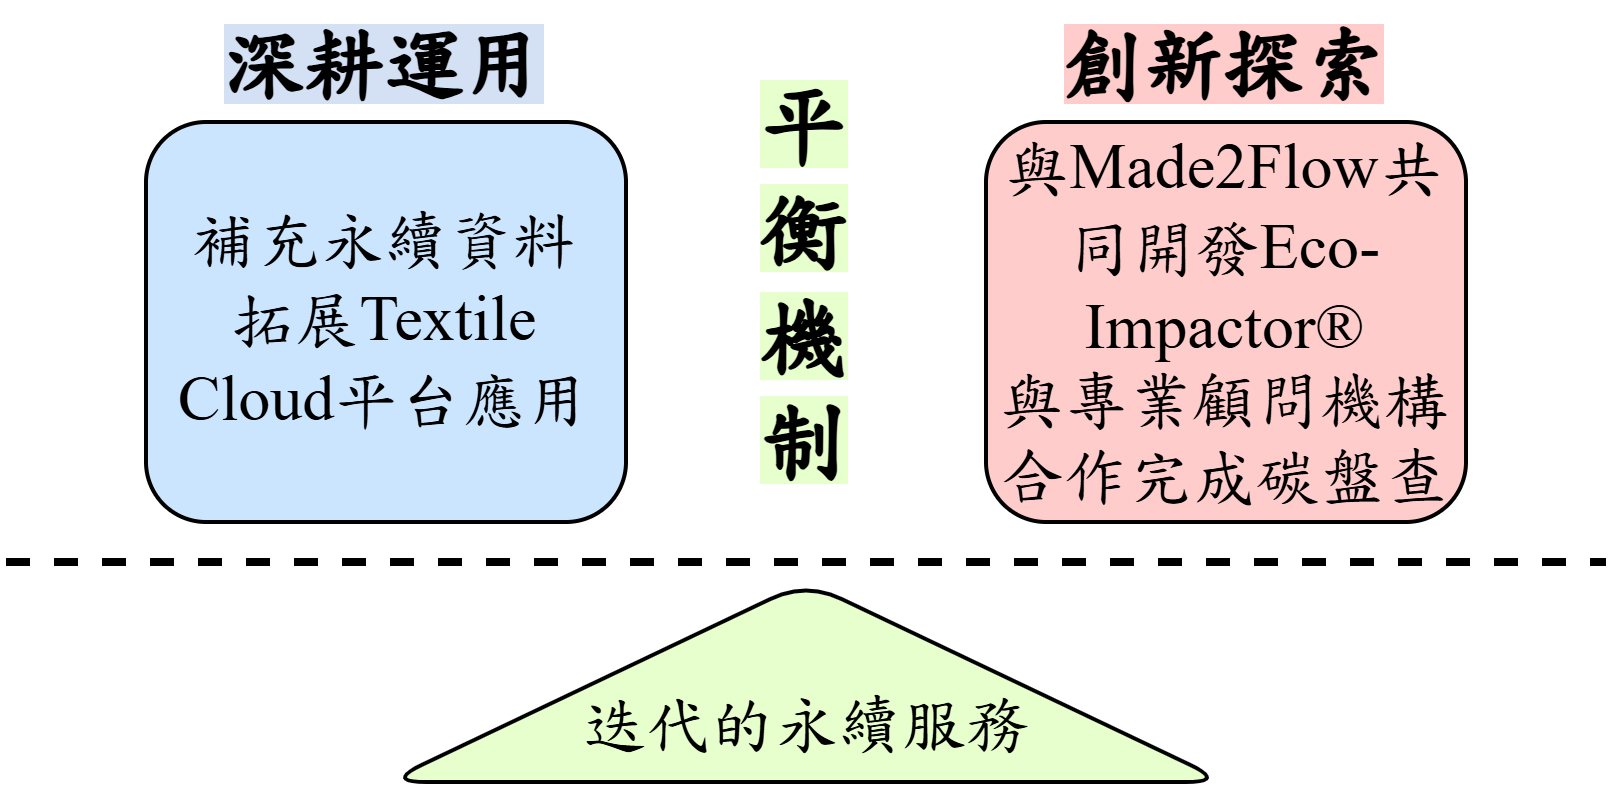 深耕運用
補充永續資料
拓展Textile
Cloud平台應用
平
衡
機
制
創新探索
與Made2Flow共
同開發Eco-
Impactor®
與專業顧問機構
合作完成碳盤查
迭代的永續服務